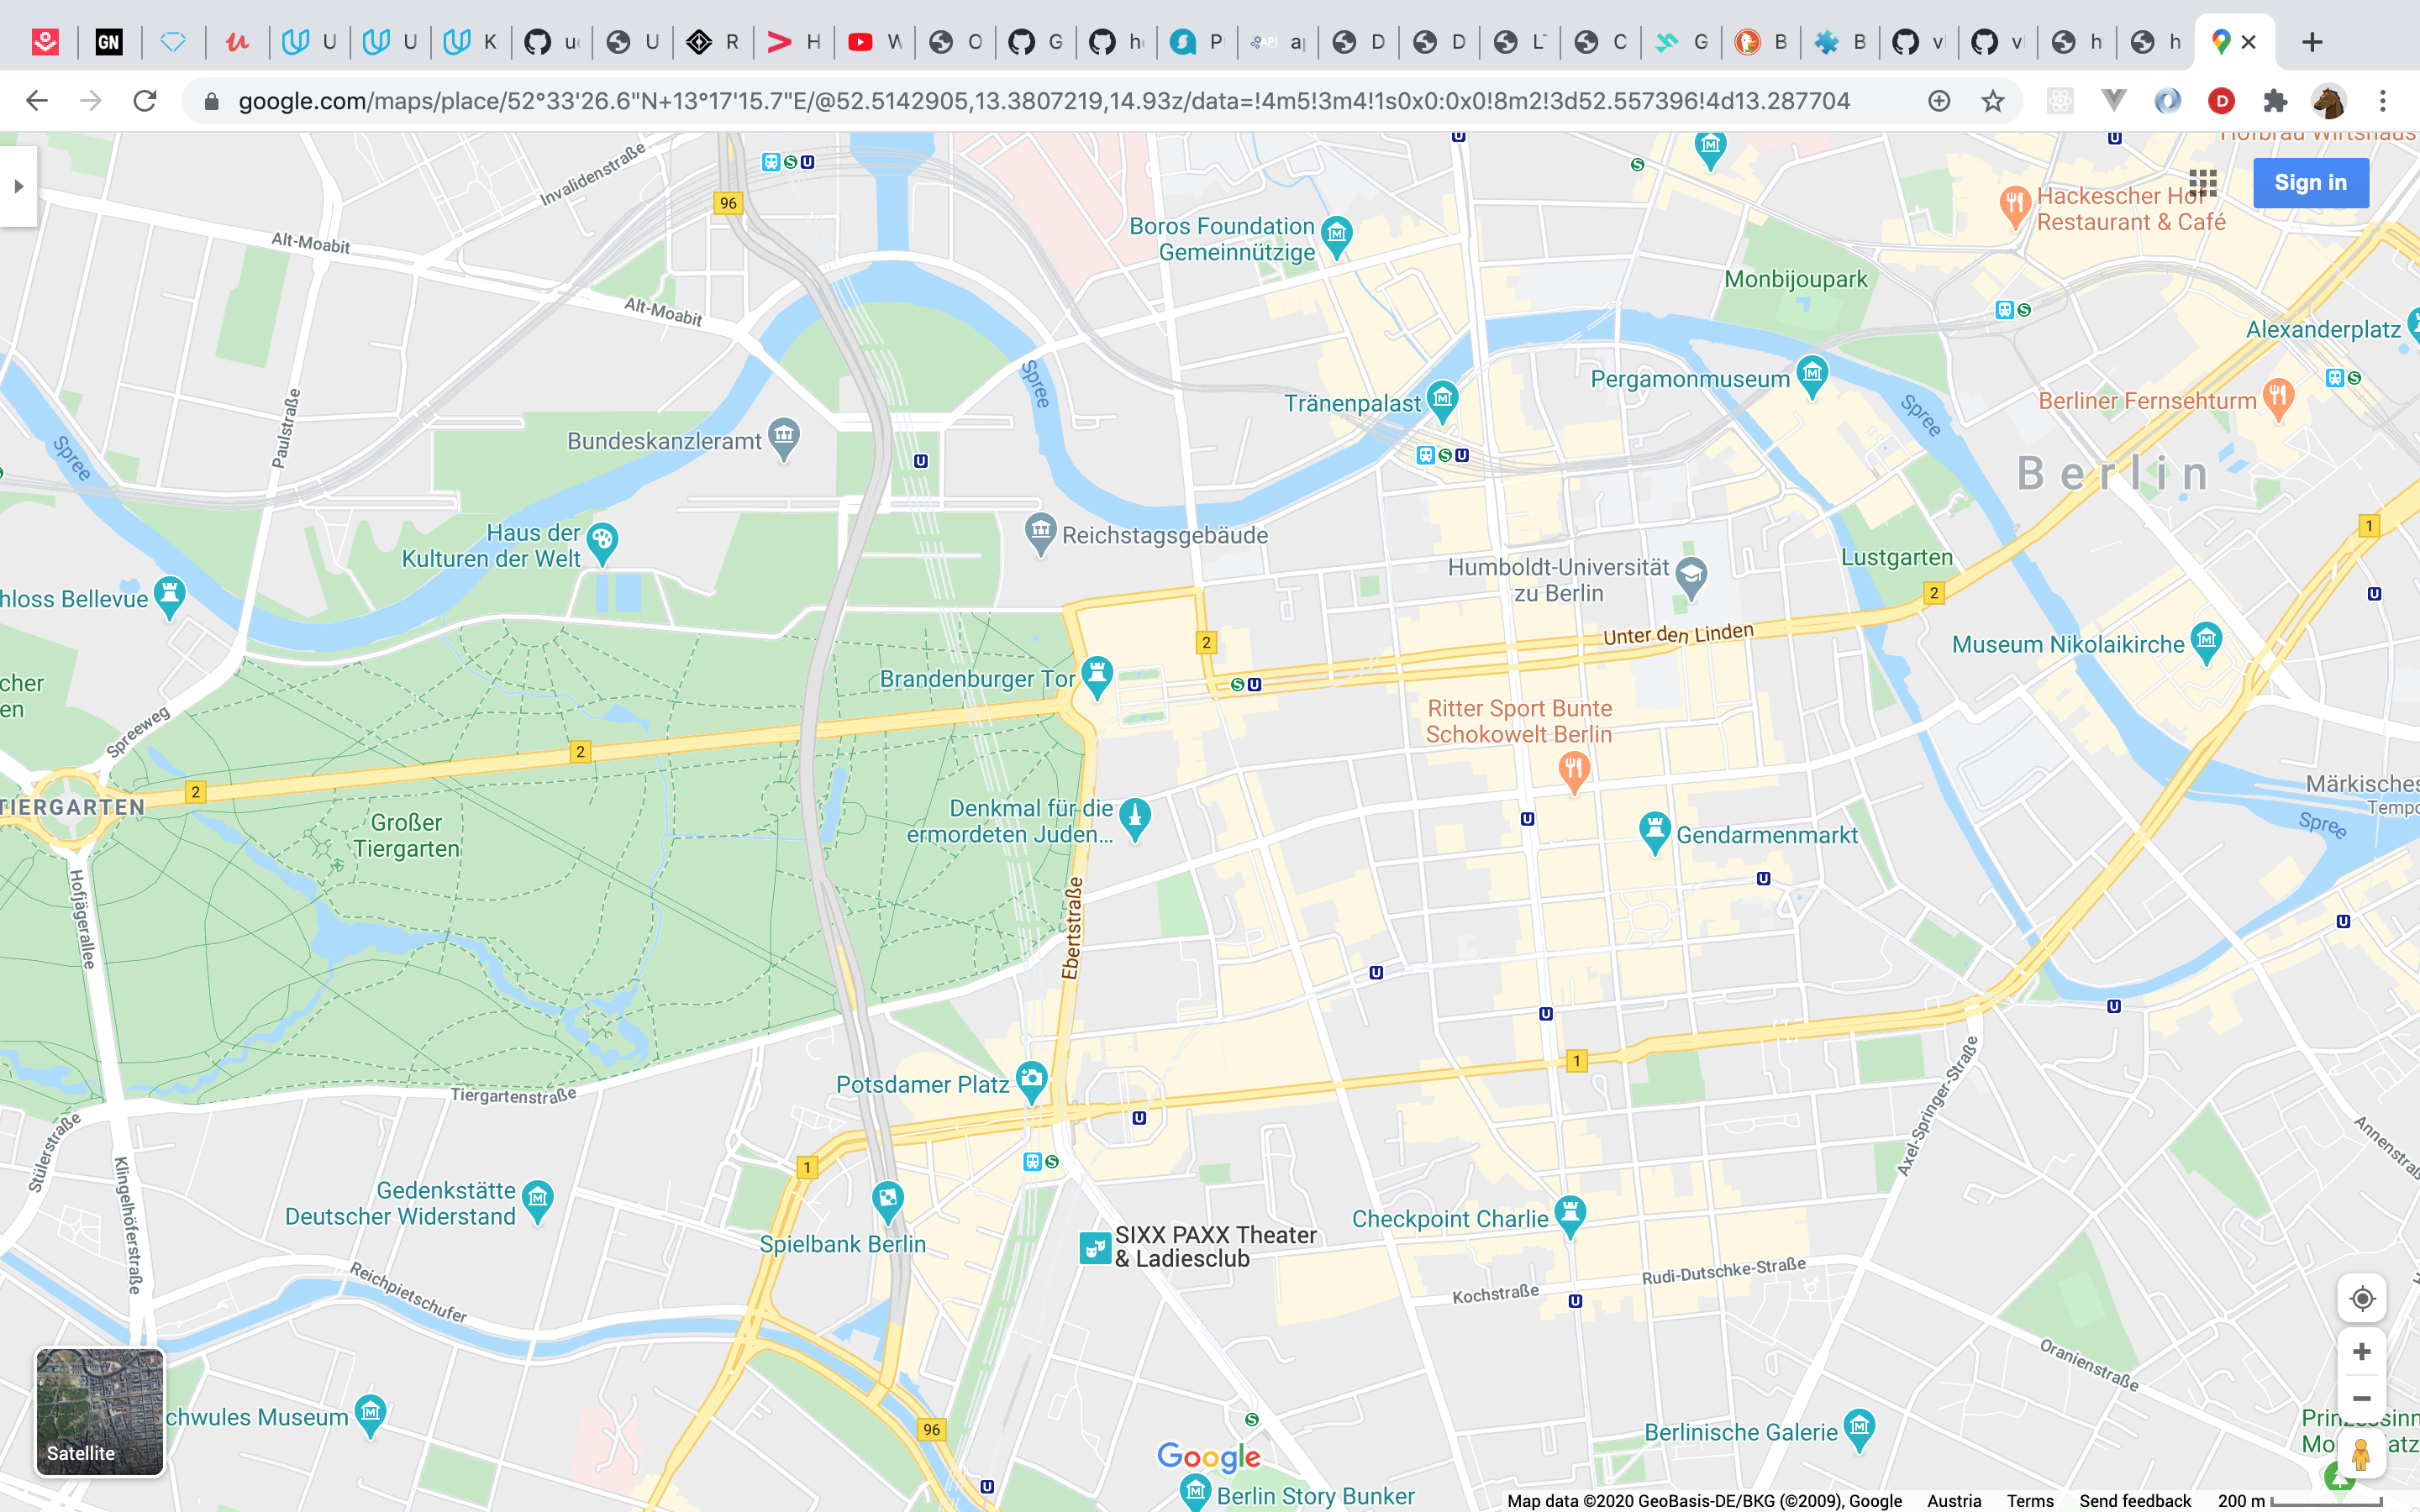 GN
U
U
K
U
R
H
W
O
G
h
P
API
D
D
L
C
G
B
B
v
v
h
h
google.com/maps/place/52°33'26.6"N+13°17'15.7"E/@52.5142905,13.3807219,14.93z/data=!4m5!3m4!1s0x0:0x0!8m2!3d52.557396!4d13.287704
D
Hofbräu Wirtshaus
Sign in
Invalidenstraße
S
U
U
U
S
96
Hackescher Hof
Restaurant & Café
Alt-Moabit
Boros Foundation
Gemeinnützige
Monbijoupark
Alt-Moabit
S
Alexanderplatz
Spree
Tränenpalast
Pergamonmuseum
Spree
Berliner Fernsehturm
S
Paulstraße
Bundeskanzleramt
U
S
U
Berlin
Spree
Haus der
Kulturen der Welt
Reichstagsgebäude
1
Humboldt-Universität
zu Berlin
Lustgarten
hloss Bellevue
2
U
2
Unter den Linden
Museum Nikolaikirche
cher
en
Brandenburger Tor
S
U
Spreeweg
2
Ritter Sport Bunte
Schokowelt Berlin
2
TIERGARTEN
Märkisches
Tempo
Großer
Tiergarten
Denkmal für die
ermordeten Juden...
U
Gendarmenmarkt
Spree
U
Hofjägerallee
Ebertstraße
U
U
U
U
1
Potsdamer Platz
Tiergartenstraße
U
Axel-Springer-Straße
Stülerstraße
Annenstraß
1
S
Klingelhöferstraße
Gedenkstätte
Deutscher Widerstand
Spielbank Berlin
SIXX PAXX Theater
& Ladiesclub
Checkpoint Charlie
Reichpietschufer
Kochstraße
U
Rudi-Dutschke-Straße
Oranienstraße
chwules Museum
96
S
Berlinische Galerie
Satellite
Google
U
Berlin Story Bunker
Map data ©2020 GeoBasis-DE/BKG (©2009), Google
Austria
Terms
Send feedback
200 m